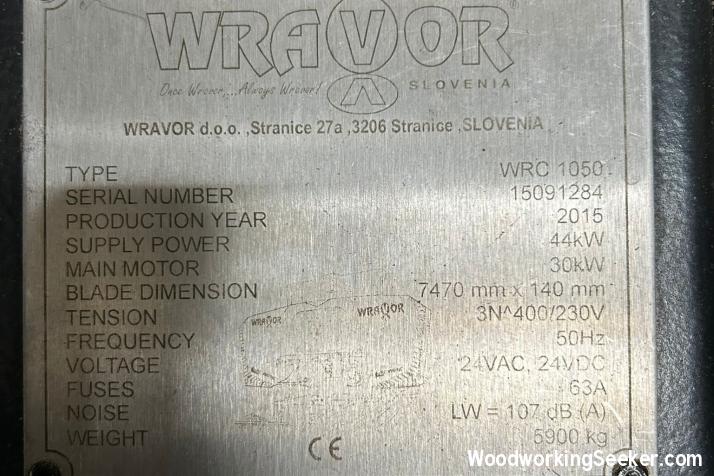 WRAVOR®
Once Wravor...Always Wravor!
SLOVENIA
WRAVOR d.o.o. ,Stranice 27a ,3206 Stranice ,SLOVENIA
TYPE WRC 1050
SERIAL NUMBER 15091284
PRODUCTION YEAR 2015
SUPPLY POWER 44kW
MAIN MOTOR 30kW
BLADE DIMENSION 7470 mm x 140 mm
TENSION 3N^400/230V
FREQUENCY 50Hz
VOLTAGE 24VAC, 24VDC
FUSES 63A
NOISE LW = 107 dB (A)
WEIGHT 5900 kg
WRAVOR WRAVOR
CE
WoodworkingSeeker.com